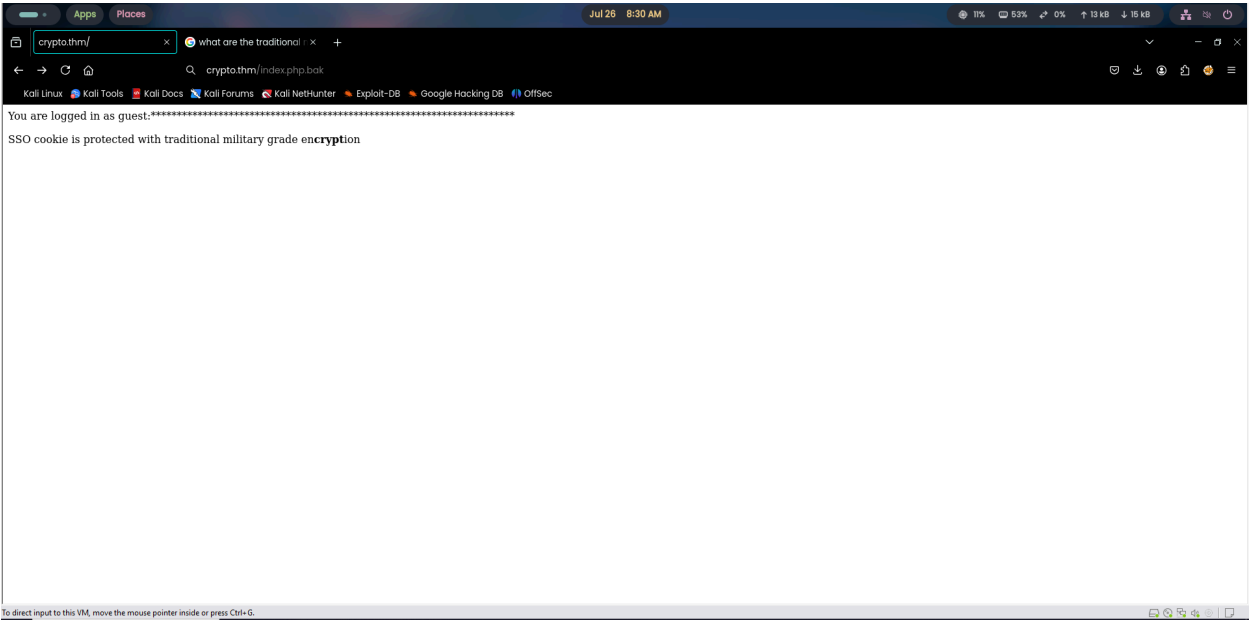 Apps Places Jul 26 8:30 AM 11% 53% 0% ↑ 13 kB ↓ 15 kB
crypto.thm/ × what are the traditional × +
crypto.thm/index.php.bak
Kali Linux Kali Tools Kali Docs Kali Forums Kali NetHunter Exploit-DB Google Hacking DB OffSec
You are logged in as guest:**********************************************************************
SSO cookie is protected with traditional military grade encryption
To direct input to this VM, move the mouse pointer inside or press Ctrl+G.